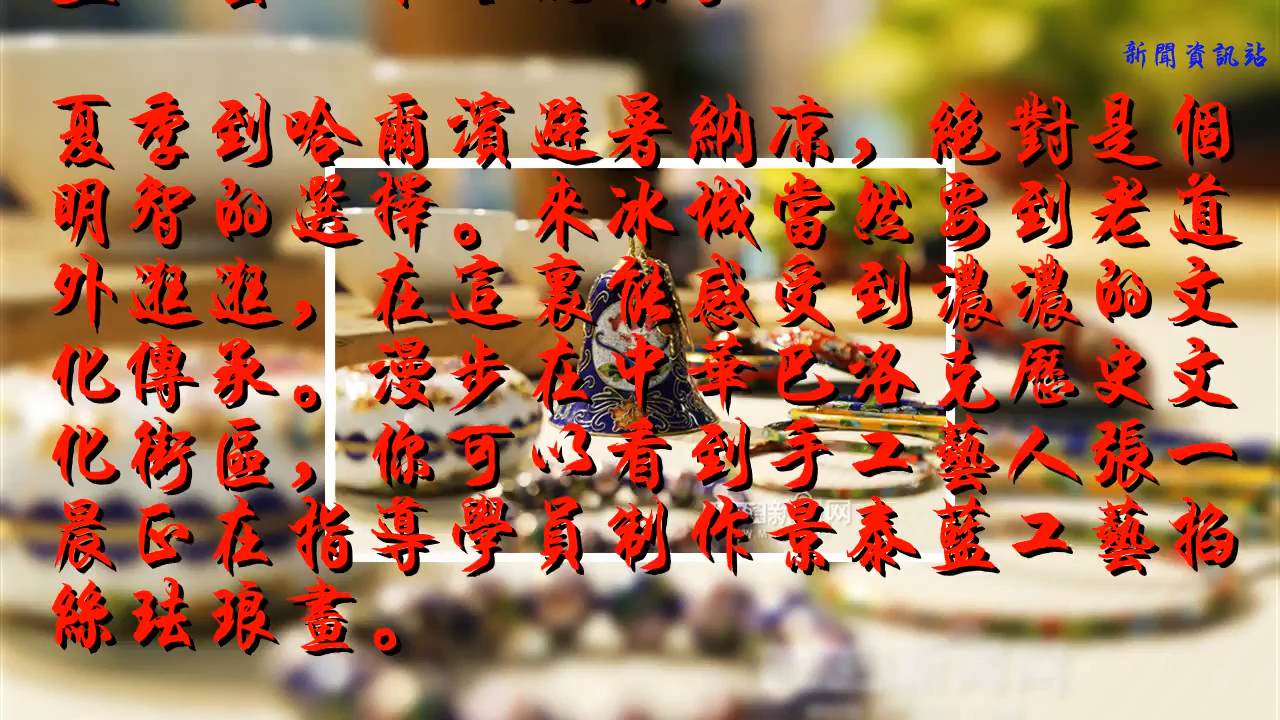 新聞資訊站
夏季到哈爾濱避暑納凉，絕對是個
明智的選擇。來冰城當然要到老道
外逛逛，在這裏能感受到濃濃的文
化傳承。漫步在中華巴洛克歷史文
化街區，你可以看到手工藝人張一
晨正在指導學員制作景泰藍工藝掐
絲珐琅畫。